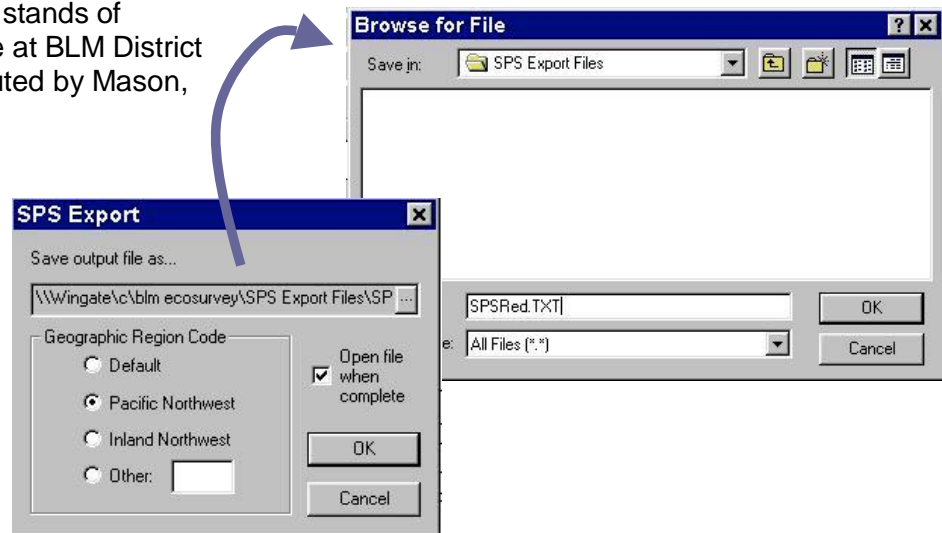 stands of
e at BLM District
uted by Mason,
Browse for File
Save in:
SPS Export Files
SPSRed.TXT
OK
e:
All Files (*.*)
Cancel
SPS Export
Save output file as...
\\Wingate\c\blm ecosurvey\SPS Export Files\SP ...
Geographic Region Code
Default
Pacific Northwest
Inland Northwest
Other:
Open file
when
complete
OK
Cancel